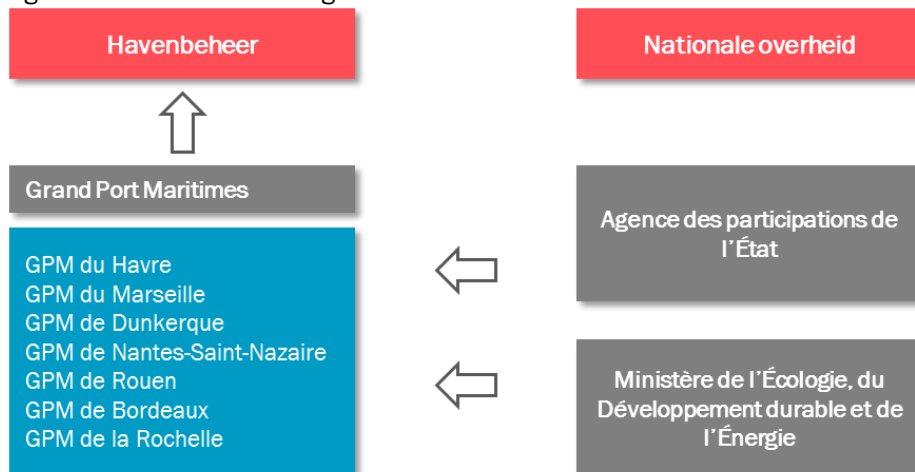 Havenbeheer
Nationale overheid
Grand Port Maritimes
GPM du Havre
GPM du Marseille
GPM de Dunkerque
GPM de Nantes-Saint-Nazaire
GPM de Rouen
GPM de Bordeaux
GPM de la Rochelle
Agence des participations de
l'État
Ministère de l'Écologie, du
Développement durable et de
l'Énergie